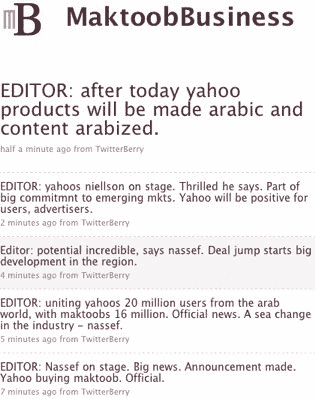 mB MaktoobBusiness
EDITOR: after today yahoo
products will be made arabic and
content arabized.
half a minute ago from TwitterBerry
EDITOR: yahoos niellson on stage. Thrilled he says. Part of
big commitmnt to emerging mkts. Yahoo will be positive for
users, advertisers.
2 minutes ago from TwitterBerry
Editor: potential incredible, says nassef. Deal jump starts big
development in the region.
4 minutes ago from TwitterBerry
EDITOR: uniting yahoos 20 million users from the arab
world, with maktoobs 16 million. Official news. A sea change
in the industry - nassef.
5 minutes ago from TwitterBerry
EDITOR: Nassef on stage. Big news. Announcement made.
Yahoo buying maktoob. Official.
7 minutes ago from TwitterBerry